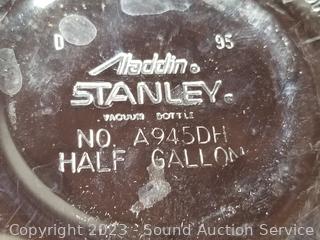 D 95
Aladdin®
STANLEY®
VACUUM BOTTLE
NO. A945DH
HALF GALLON
Copyright 2023 - Sound Auction Service